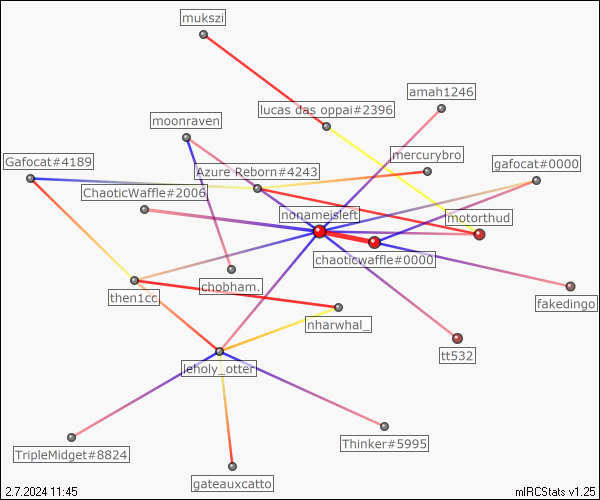 mukszi
amah1246
lucas das oppai#2396
moonraven
mercurybro
Gafocat#4189
gafocat#0000
Azure Reborn#4243
ChaoticWaffle#2006
nonameisleft
motorthud
chaoticwaffle#0000
chobham.
then1cc
fakedingo
nharwhal_
tt532
leholy_otter
Thinker#5995
TripleMidget#8824
gateauxcatto
2.7.2024 11:45
mIRCStats v1.25